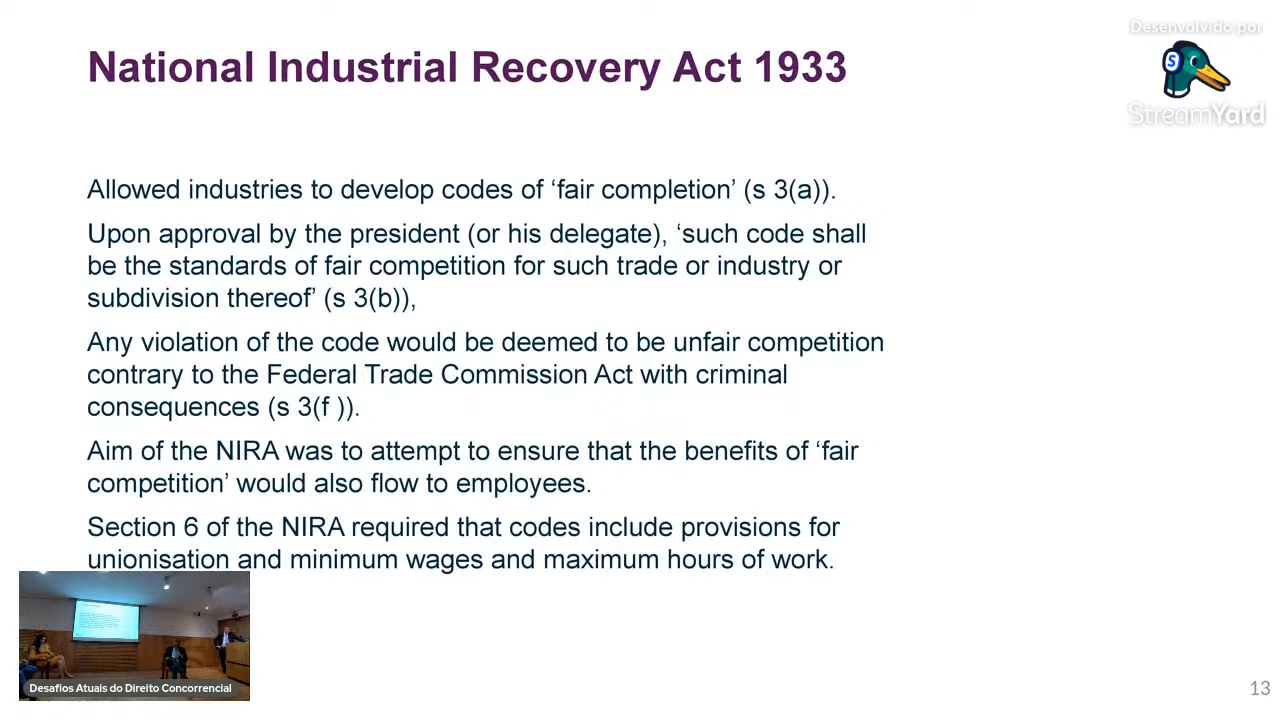 National Industrial Recovery Act 1933
Desenvolvido por
S
StreamYard
Allowed industries to develop codes of ‘fair completion’ (s 3(a)).
Upon approval by the president (or his delegate), ‘such code shall
be the standards of fair competition for such trade or industry or
subdivision thereof’ (s 3(b)),
Any violation of the code would be deemed to be unfair competition
contrary to the Federal Trade Commission Act with criminal
consequences (s 3(f )).
Aim of the NIRA was to attempt to ensure that the benefits of ‘fair
competition’ would also flow to employees.
Section 6 of the NIRA required that codes include provisions for
unionisation and minimum wages and maximum hours of work.
Desafios Atuais do Direito Concorrencial
13